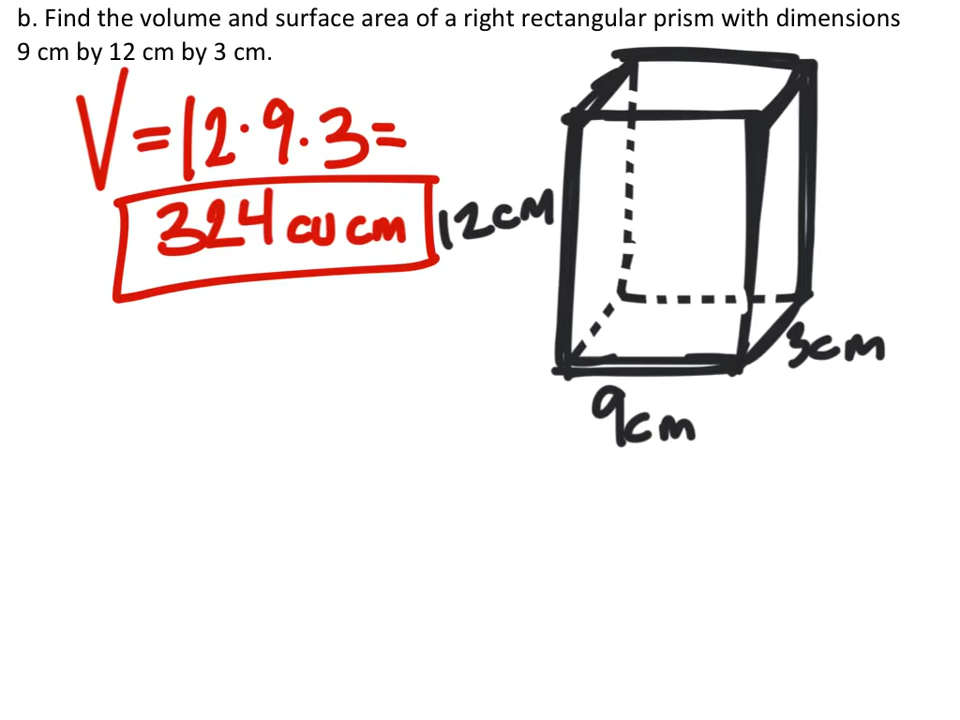 b. Find the volume and surface area of a right rectangular prism with dimensions
9 cm by 12 cm by 3 cm.
V=12·9·3=
324 cu cm
12cm
3cm
9cm